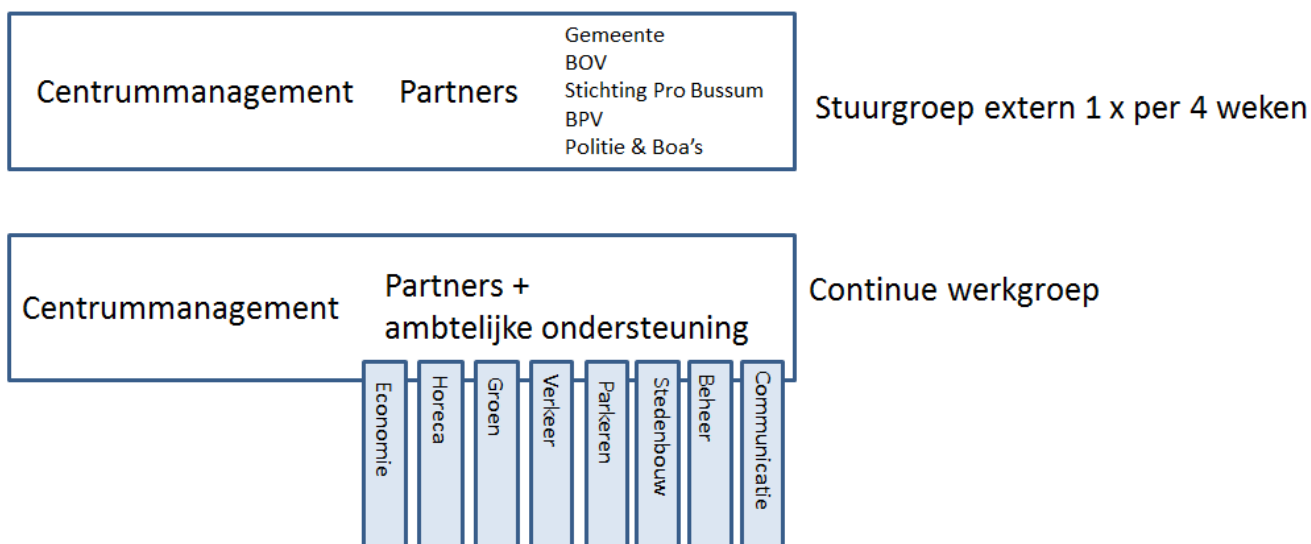 Centrummanagement
Partners
Gemeente
BOV
Stichting Pro Bussum
BPV
Politie & Boa's
Stuurgroep extern 1 x per 4 weken
Centrummanagement
Partners +
ambtelijke ondersteuning
Continue werkgroep
Economie
Horeca
Groen
Verkeer
Parkeren
Stedenbouw
Beheer
Communicatie